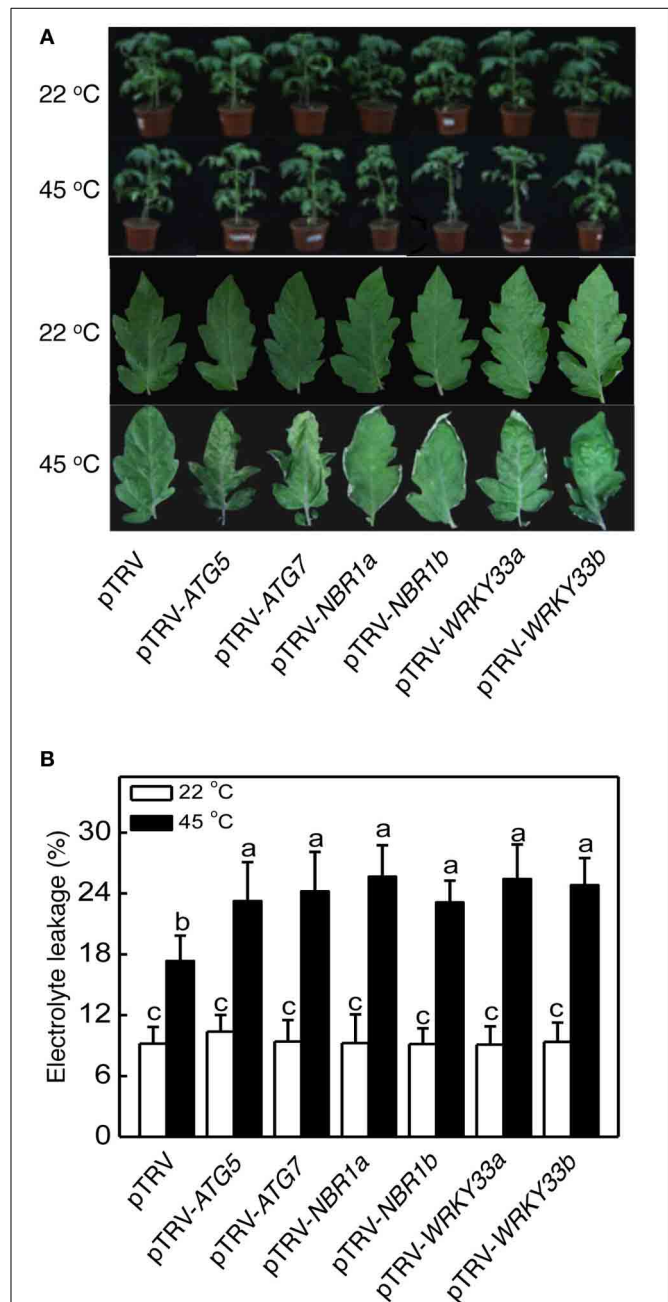 A
22 °C
45 °C
22 °C
45 °C
pTRV
pTRV-ATG5
pTRV-ATG7
pTRV-NBR1a
pTRV-NBR1b
pTRV-WRKY33a
pTRV-WRKY33b
B
22 °C
45 °C
Electrolyte leakage (%)
30
24
18
12
6
0
c
b
c
a
c
a
c
a
c
a
c
a
c
a
pTRV
pTRV-ATG5
pTRV-ATG7
pTRV-NBR1a
pTRV-NBR1b
pTRV-WRKY33a
pTRV-WRKY33b